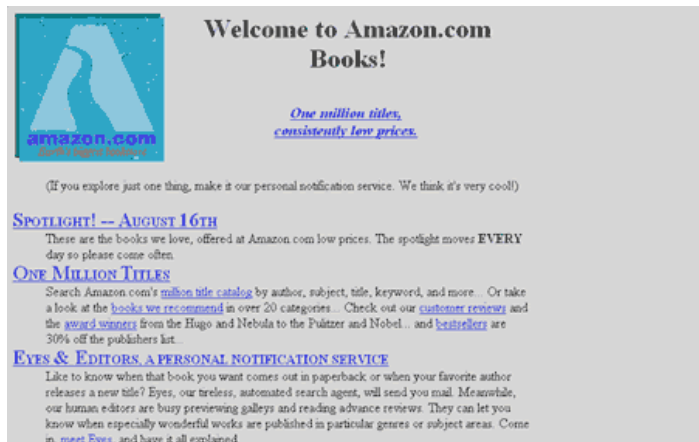 Welcome to Amazon.com
Books!
One million titles,
consistently low prices.
amazon.com
Earth's Biggest Bookstore
(If you explore just one thing, make it our personal notification service. We think it's very cool!)
SPOTLIGHT! -- AUGUST 16TH
These are the books we love, offered at Amazon.com low prices. The spotlight moves EVERY
day so please come often.
ONE MILLION TITLES
Search Amazon.com's million title catalog by author, subject, title, keyword, and more... Or take
a look at the books we recommend in over 20 categories... Check out our customer reviews and
the award winners from the Hugo and Nebula to the Pulitzer and Nobel... and bestsellers are
30% off the publishers list...
EYES & EDITORS, A PERSONAL NOTIFICATION SERVICE
Like to know when that book you want comes out in paperback or when your favorite author
releases a new title? Eyes, our tireless, automated search agent, will send you mail. Meanwhile,
our human editors are busy previewing galleys and reading advance reviews. They can let you
know when especially wonderful works are published in particular genres or subject areas. Come
in, meet Eyes, and have it all explained.